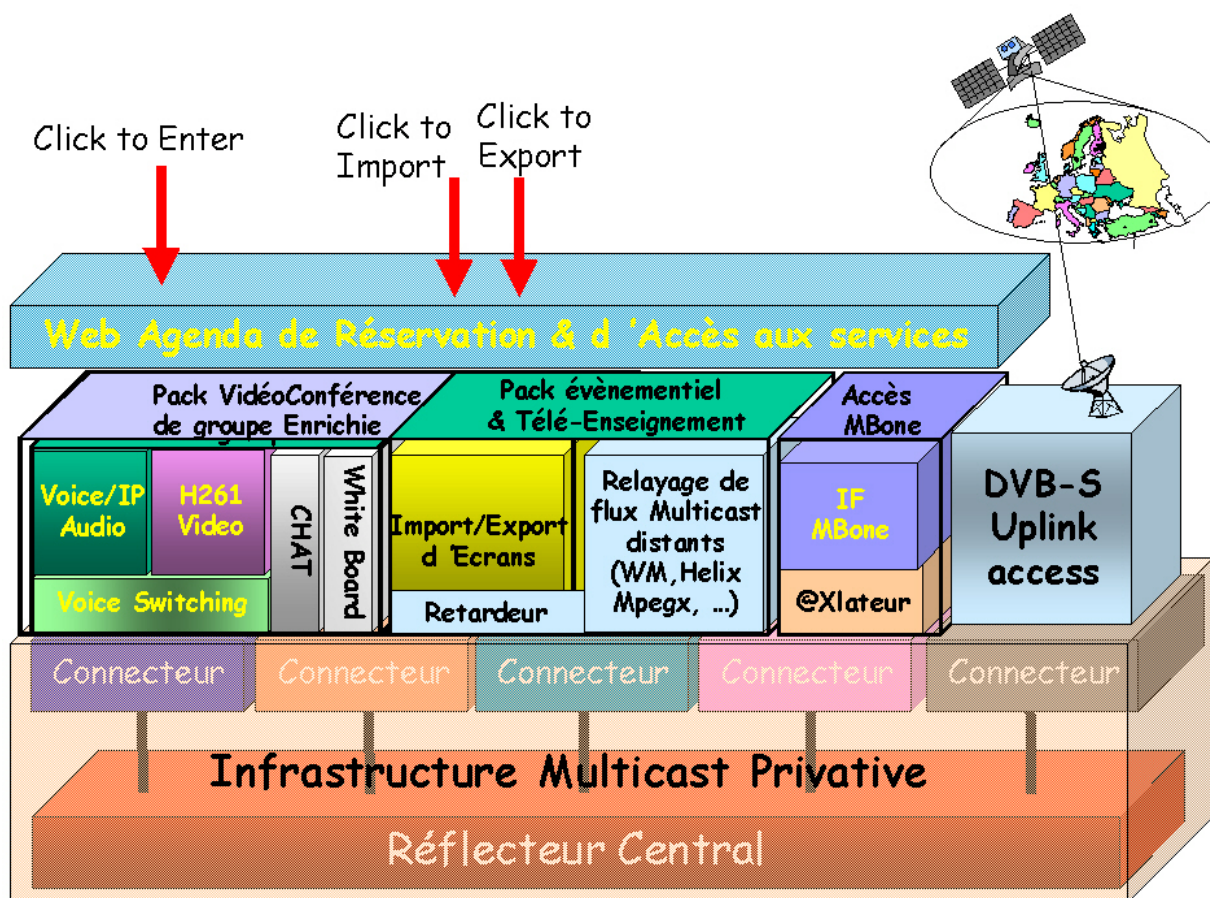 Click to Enter
Click to
Import
Click to
Export
Web Agenda de Réservation & d 'Accès aux services
Pack VidéoConférence
de groupe Enrichie
Pack évènementiel
& Télé-Enseignement
Accès
MBone
Voice/IP
Audio
H261
Video
CHAT
White Board
Voice Switching
Import/Export
d 'Ecrans
Retardeur
Relayage de
flux Multicast
distants
(WM,Helix
Mpegx, ...)
IF
MBone
@Xlateur
DVB-S
Uplink
access
Connecteur
Connecteur
Connecteur
Connecteur
Connecteur
Infrastructure Multicast Privative
Réflecteur Central